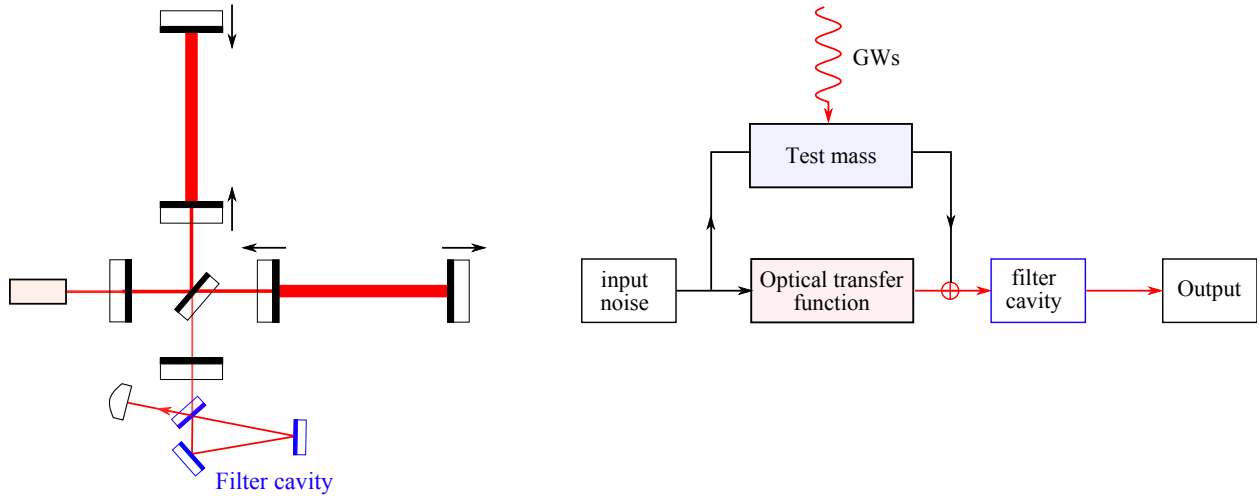 Filter cavity
GWs
Test mass
input
noise
Optical transfer
function
filter
cavity
Output